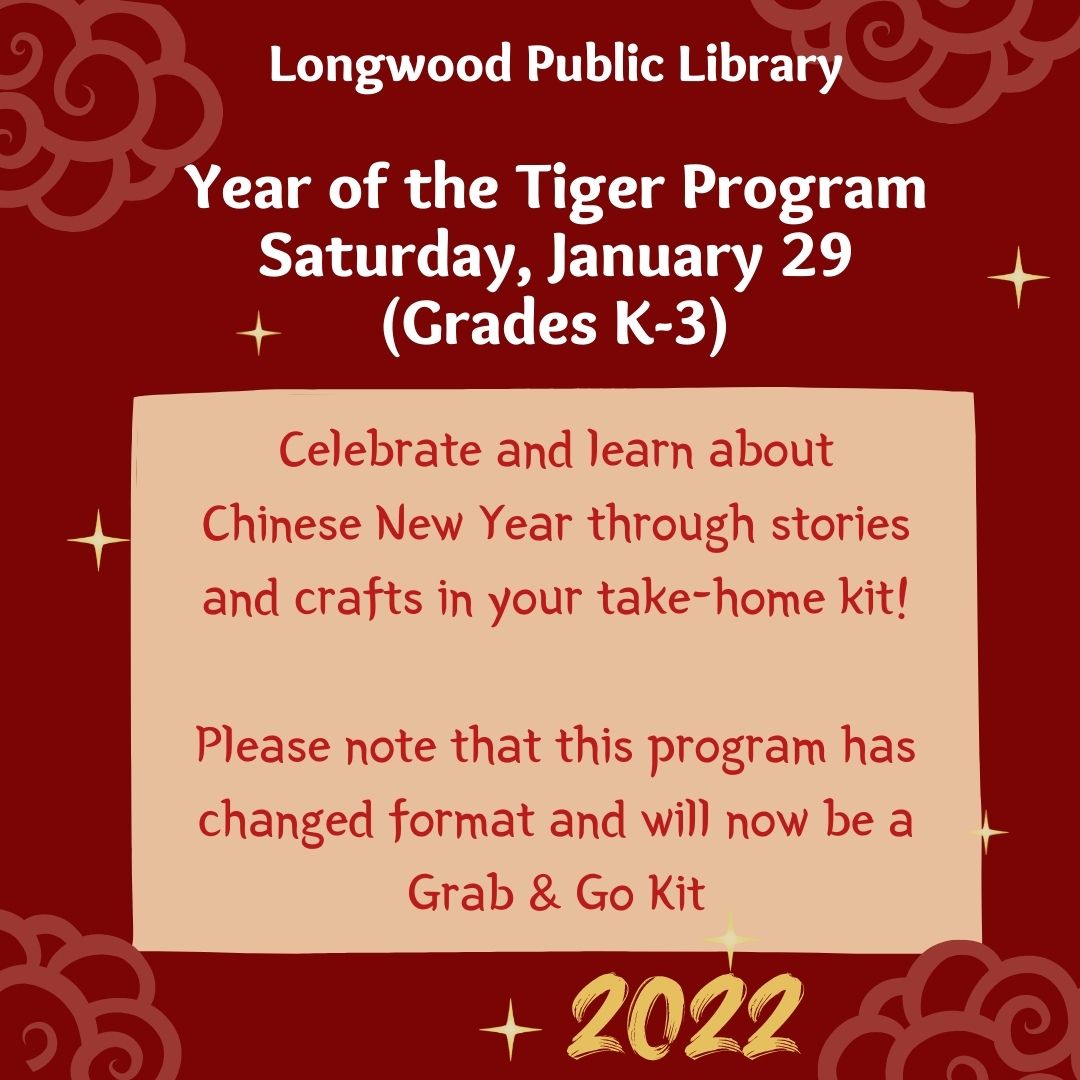 Longwood Public Library
Year of the Tiger Program
Saturday, January 29
(Grades K-3)
Celebrate and learn about
Chinese New Year through stories
and crafts in your take-home kit!
Please note that this program has
changed format and will now be a
Grab & Go Kit
2022